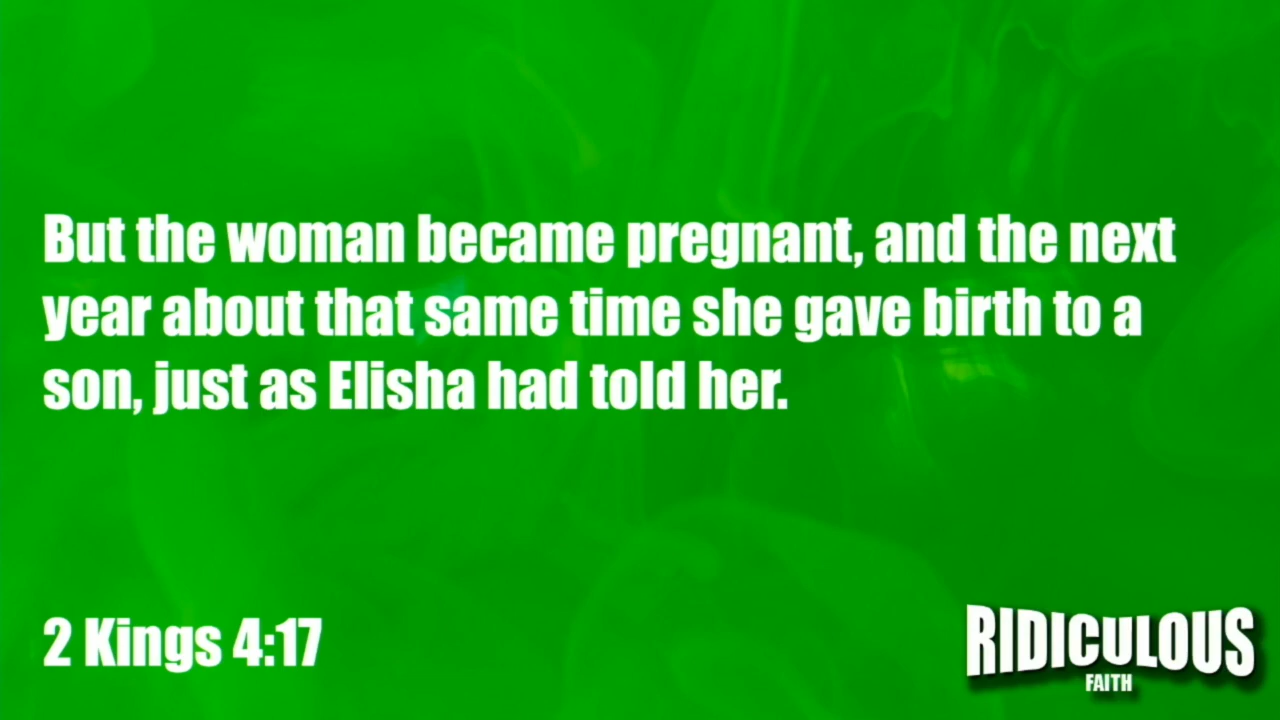 But the woman became pregnant, and the next
year about that same time she gave birth to a
son, just as Elisha had told her.
2 Kings 4:17
RIDICULOUS
FAITH